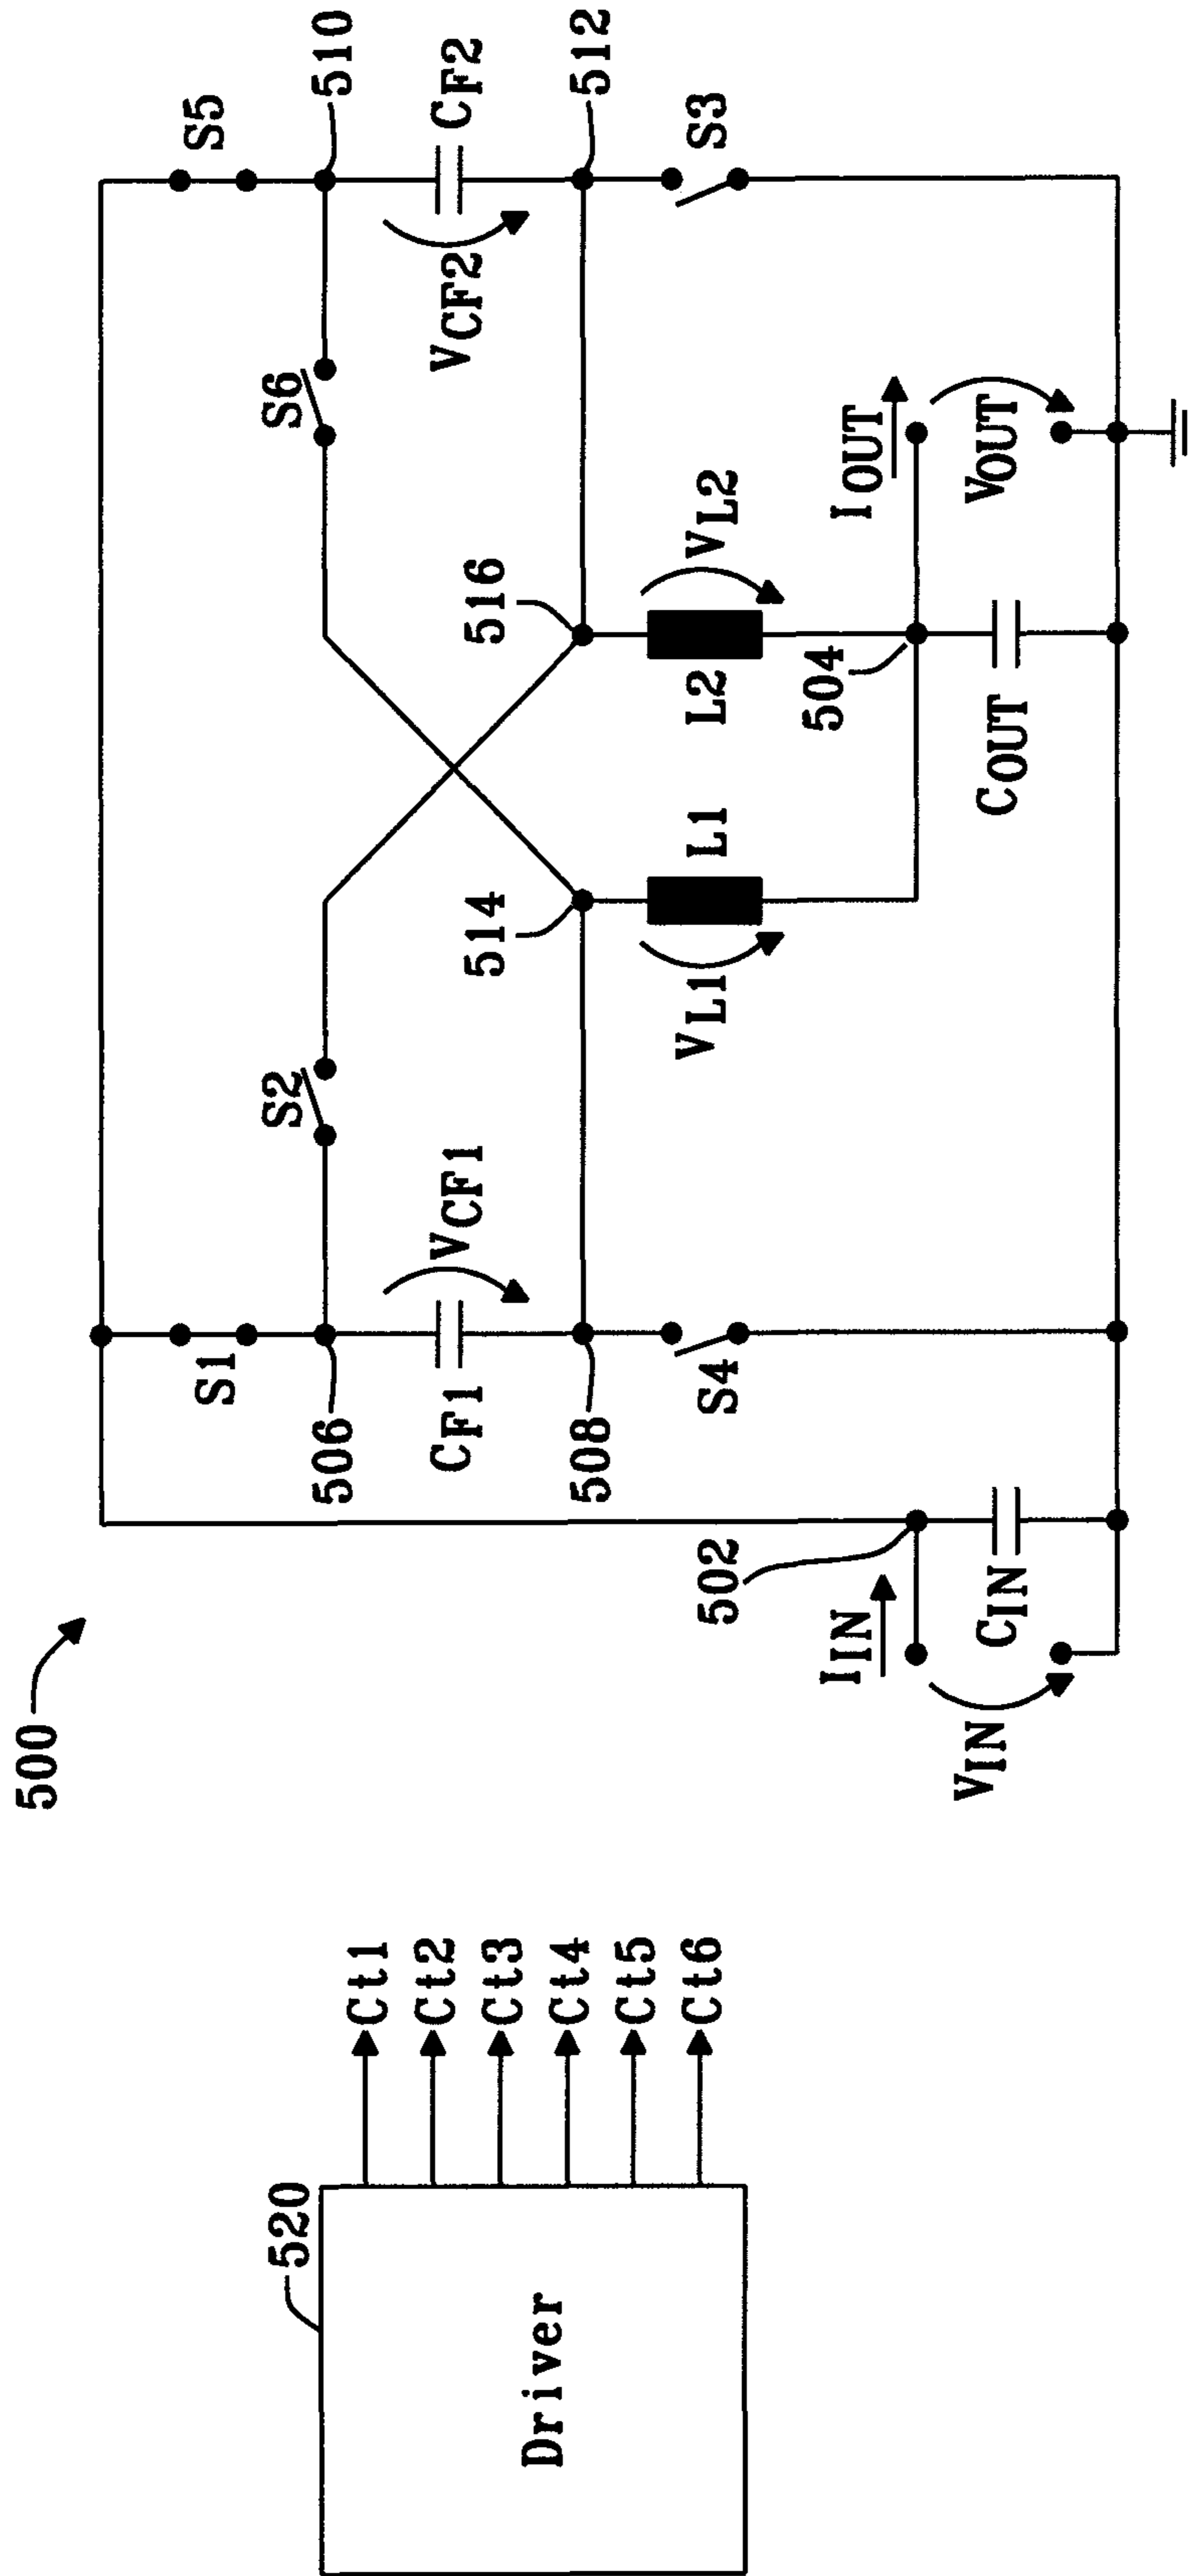 500
520
Driver
Ct1
Ct2
Ct3
Ct4
Ct5
Ct6
S1
S5
506
S2
S6
510
CF1
VCF1
VCF2
CF2
508
514
516
512
S4
VL1
L1
L2
VL2
S3
502
504
IIN
IOUT
VIN
CIN
COUT
VOUT